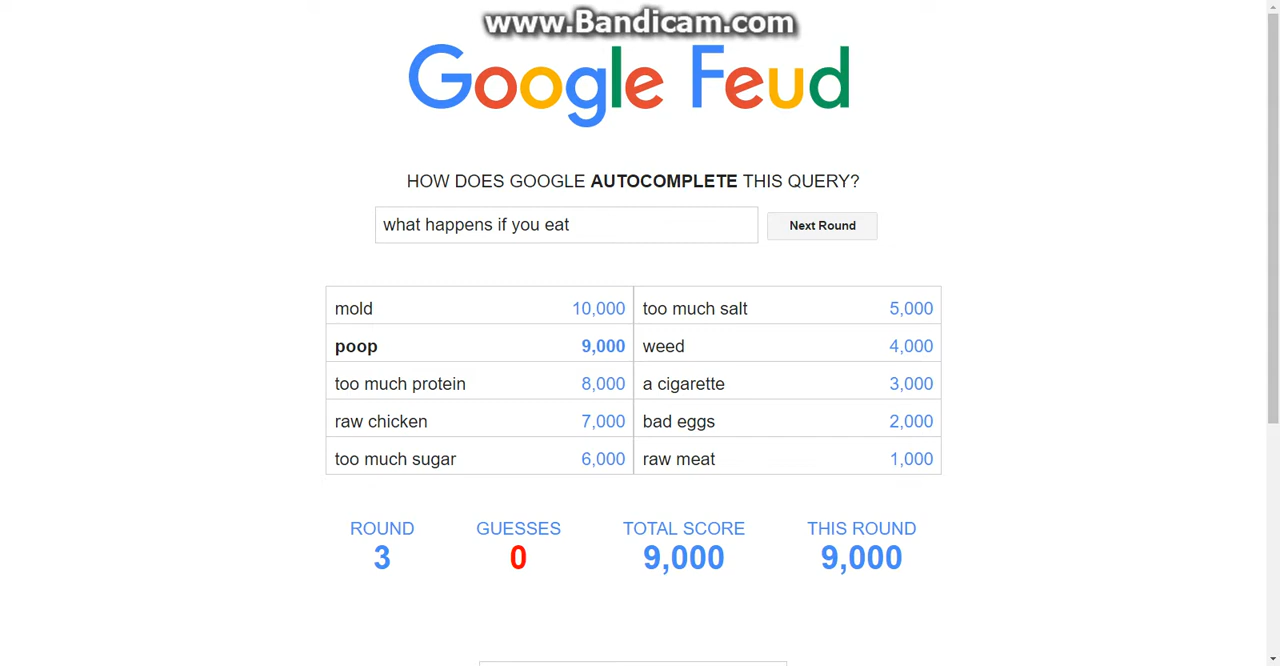 www.Bandicam.com
Google Feud
HOW DOES GOOGLE AUTOCOMPLETE THIS QUERY?
what happens if you eat
Next Round
mold 10,000 too much salt 5,000
poop 9,000 weed 4,000
too much protein 8,000 a cigarette 3,000
raw chicken 7,000 bad eggs 2,000
too much sugar 6,000 raw meat 1,000
ROUND GUESSES TOTAL SCORE THIS ROUND
3 0 9,000 9,000